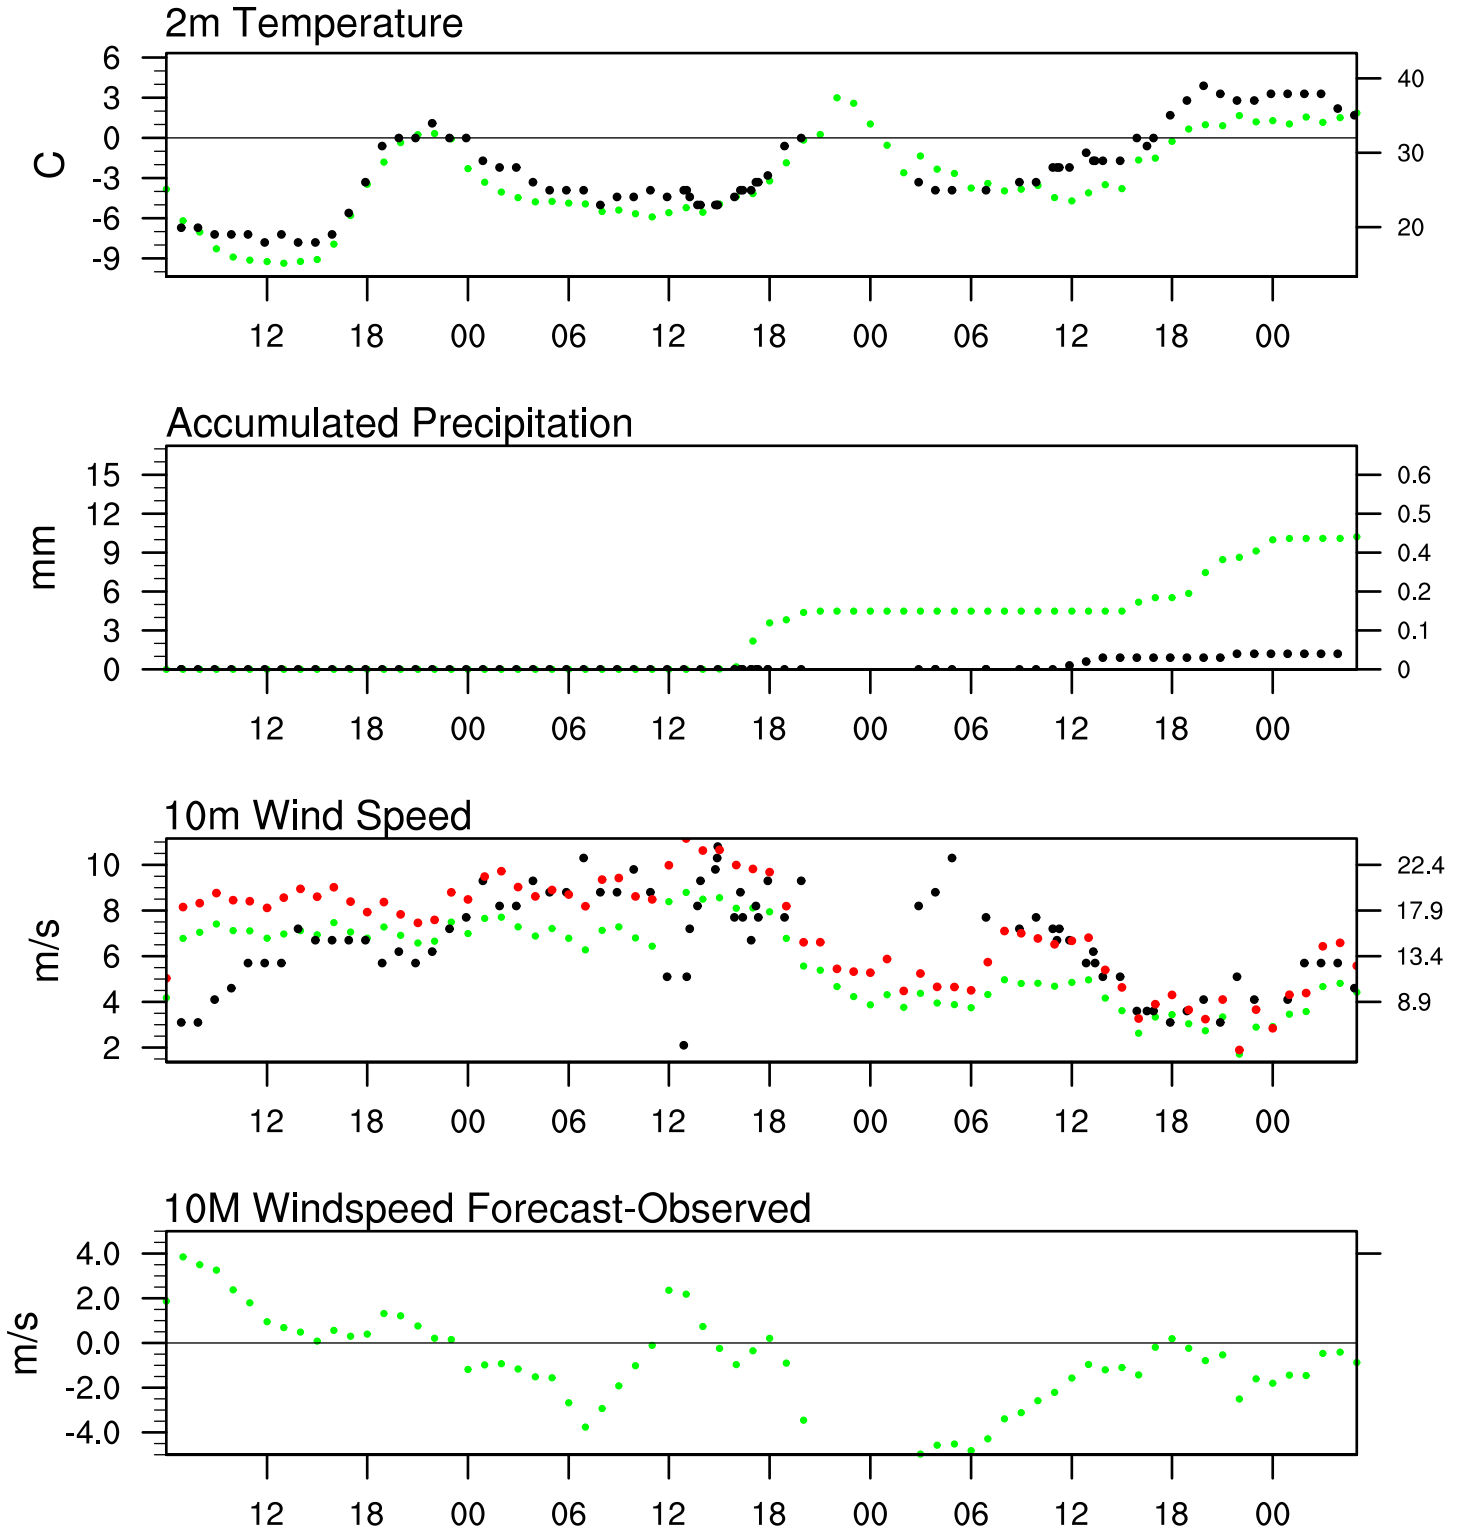 2m Temperature
6
3
0
-3
-6
-9
C
40
30
20
12 18 00 06 12 18 00 06 12 18 00
Accumulated Precipitation
15
12
9
6
3
0
mm
0.6
0.5
0.4
0.2
0.1
0
12 18 00 06 12 18 00 06 12 18 00
10m Wind Speed
10
8
6
4
2
m/s
22.4
17.9
13.4
8.9
12 18 00 06 12 18 00 06 12 18 00
10M Windspeed Forecast-Observed
4.0
2.0
0.0
-2.0
-4.0
m/s
12 18 00 06 12 18 00 06 12 18 00